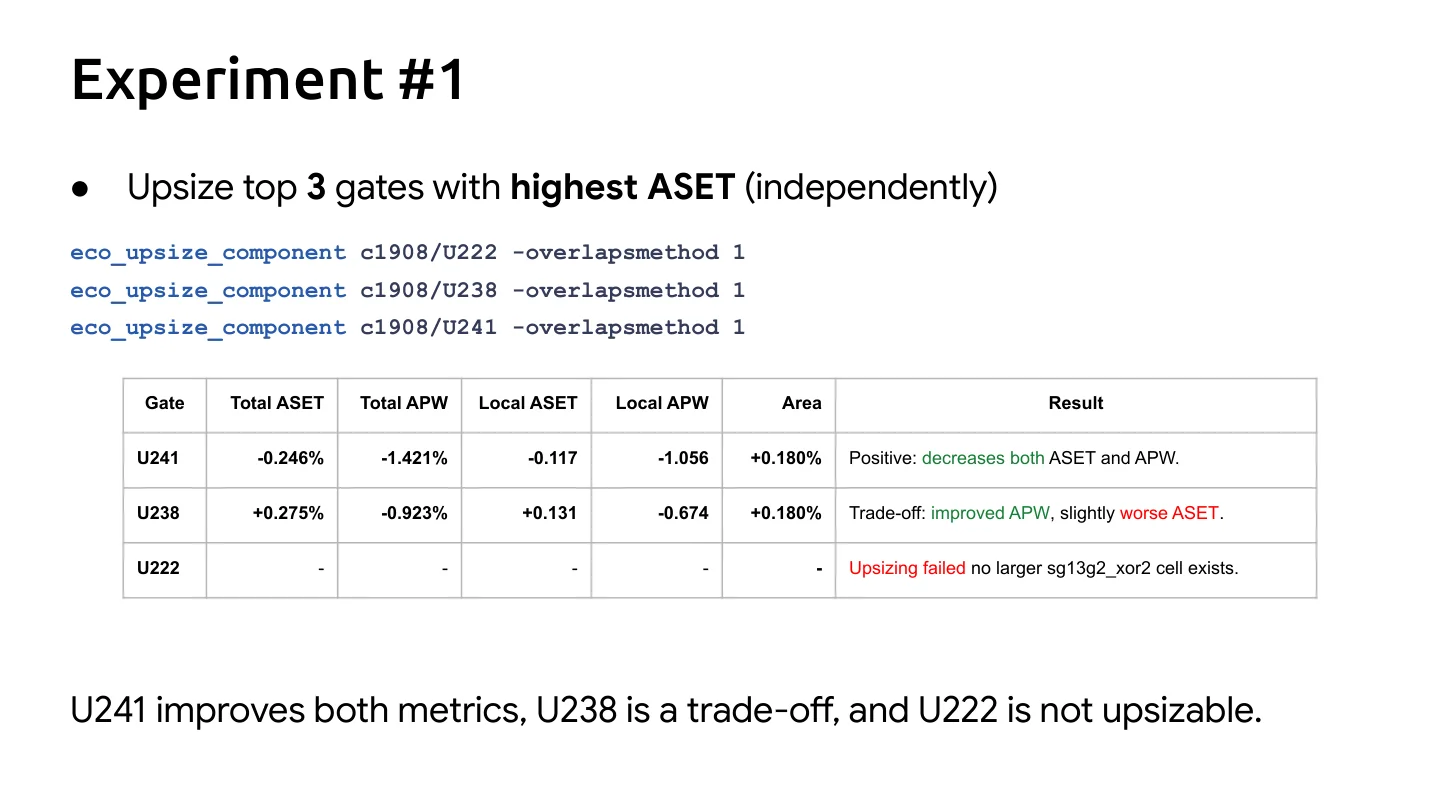 Experiment #1
● Upsize top 3 gates with highest ASET (independently)
eco_upsize_component c1908/U222 -overlapsmethod 1
eco_upsize_component c1908/U238 -overlapsmethod 1
eco_upsize_component c1908/U241 -overlapsmethod 1
Gate Total ASET Total APW Local ASET Local APW Area Result
U241 -0.246% -1.421% -0.117 -1.056 +0.180% Positive: decreases both ASET and APW.
U238 +0.275% -0.923% +0.131 -0.674 +0.180% Trade-off: improved APW, slightly worse ASET.
U222 - - - - - Upsizing failed no larger sg13g2_xor2 cell exists.
U241 improves both metrics, U238 is a trade-off, and U222 is not upsizable.